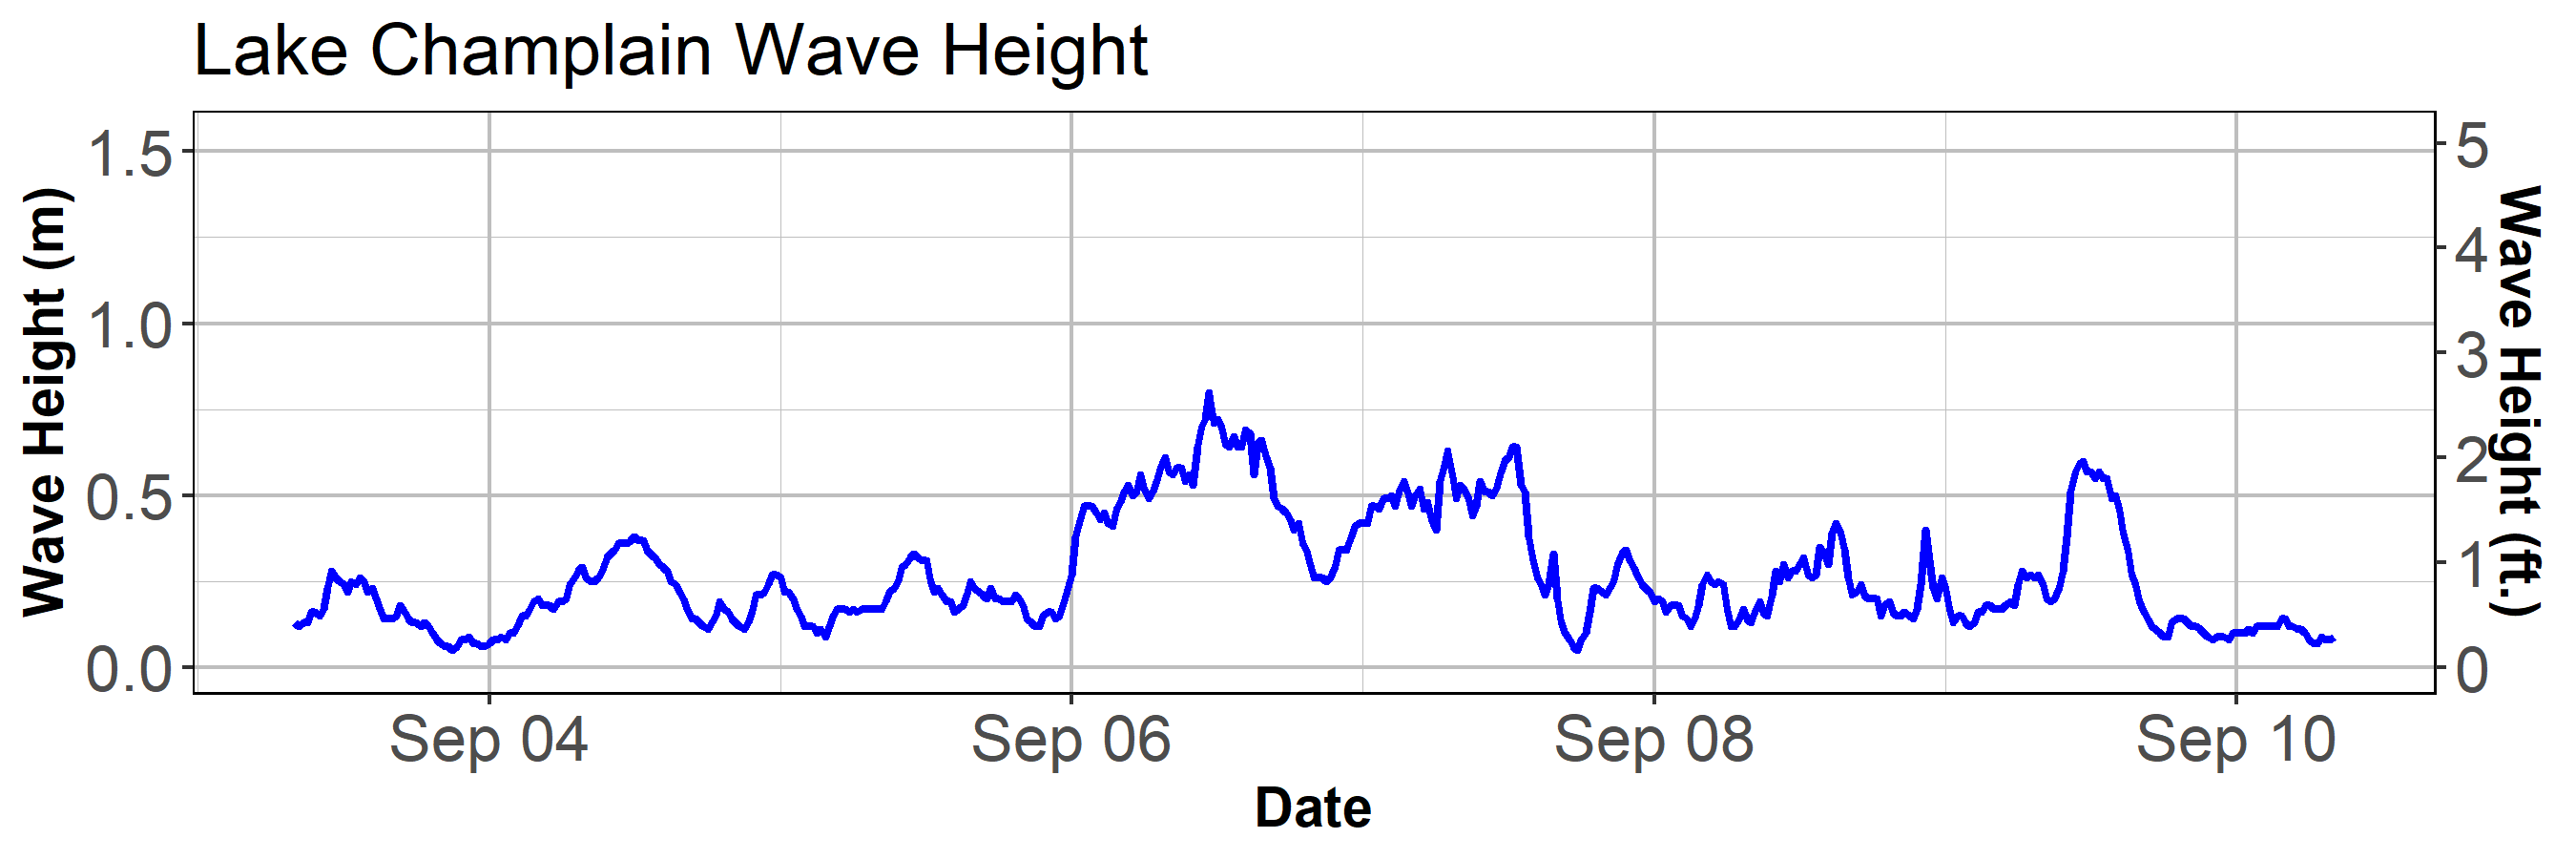 Lake Champlain Wave Height
Wave Height (m)
1.5
1.0
0.5
0.0
5
4
3
2
1
0
Wave Height (ft.)
Sep 04
Sep 06
Sep 08
Sep 10
Date